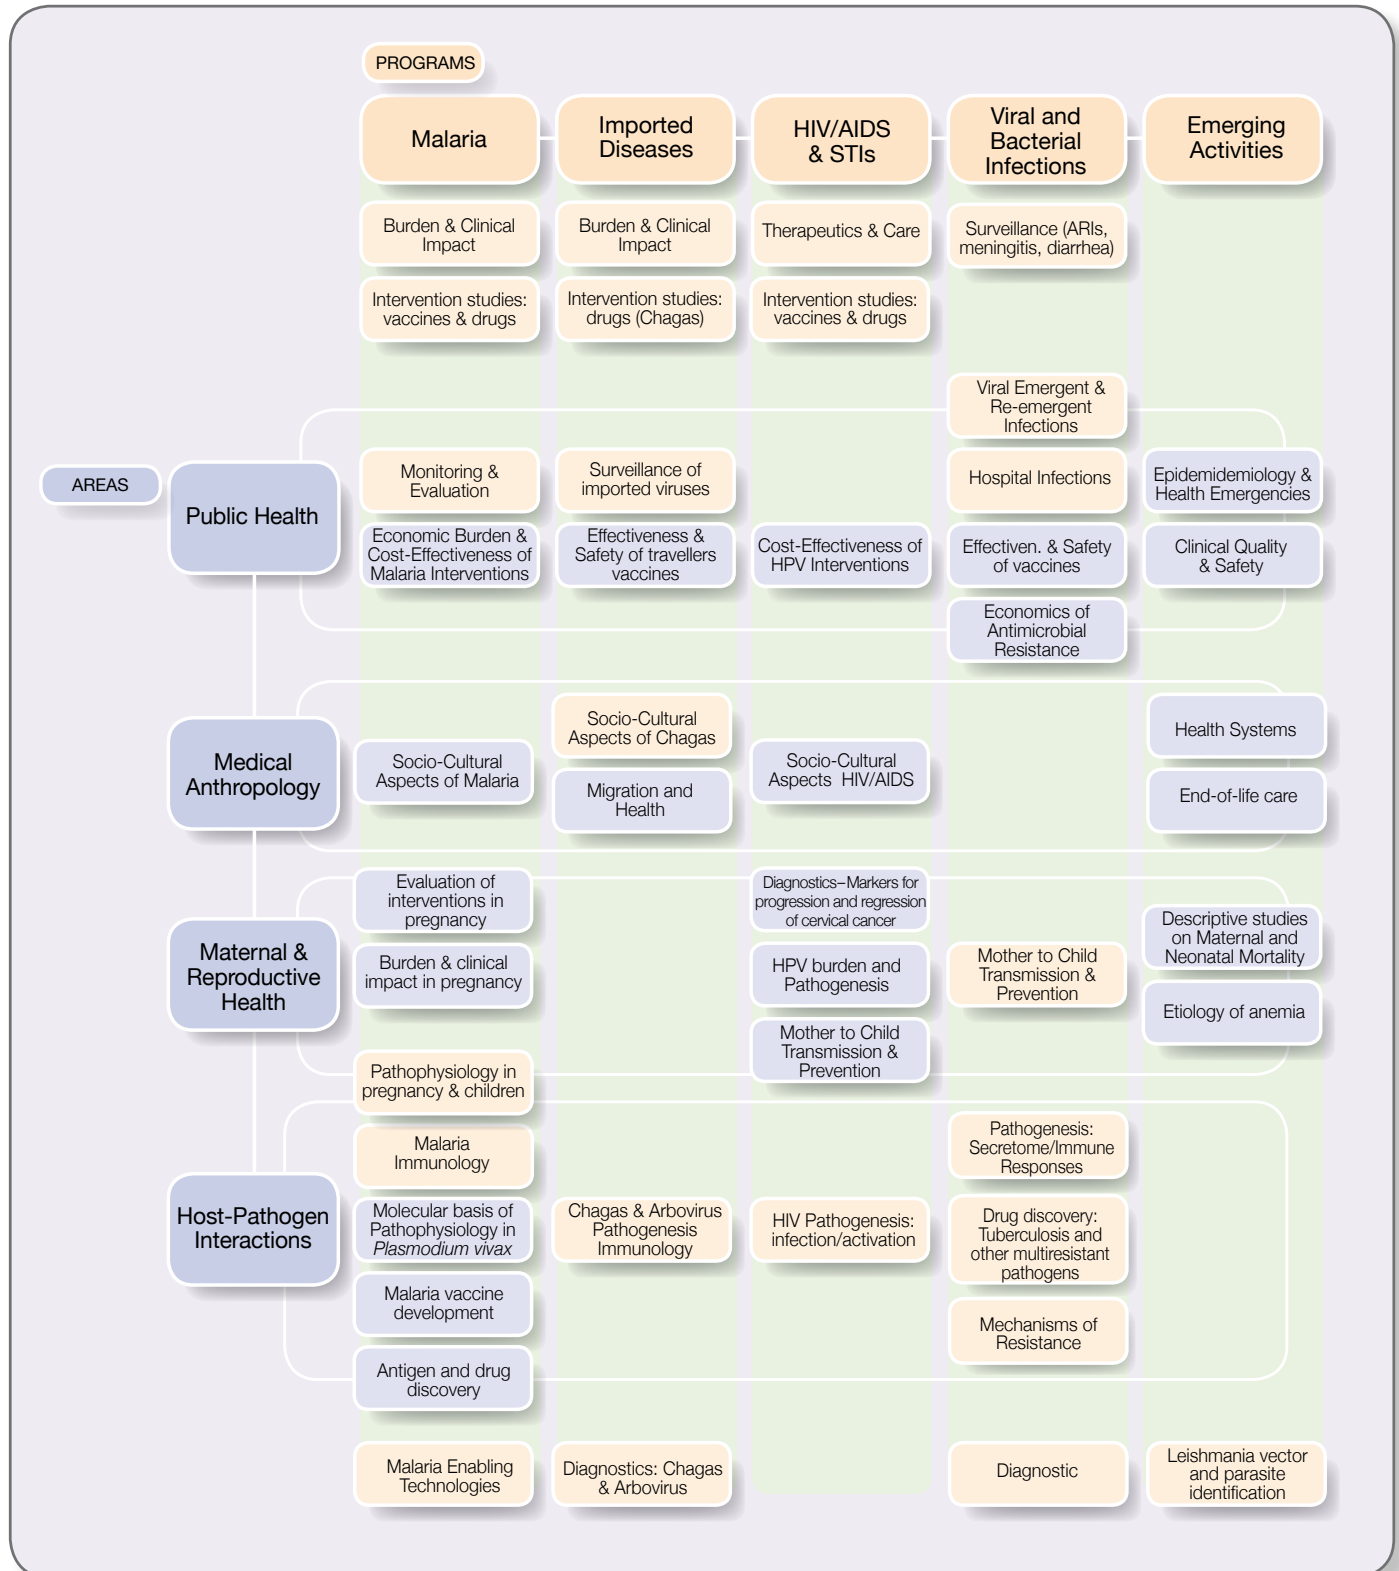 PROGRAMS
Malaria
Imported
Diseases
HIV/AIDS
& STIs
Viral and
Bacterial
Infections
Emerging
Activities
Burden & Clinical
Impact
Burden & Clinical
Impact
Therapeutics & Care
Surveillance (ARIs,
meningitis, diarrhea)
Intervention studies:
vaccines & drugs
Intervention studies:
drugs (Chagas)
Intervention studies:
vaccines & drugs
Viral Emergent &
Re-emergent
Infections
AREAS
Public Health
Monitoring &
Evaluation
Surveillance of
imported viruses
Hospital Infections
Epidemidemiology &
Health Emergencies
Economic Burden &
Cost-Effectiveness of
Malaria Interventions
Effectiveness &
Safety of travellers
vaccines
Cost-Effectiveness of
HPV Interventions
Effectiven. & Safety
of vaccines
Clinical Quality
& Safety
Economics of
Antimicrobial
Resistance
Medical
Anthropology
Socio-Cultural
Aspects of Malaria
Socio-Cultural
Aspects of Chagas
Migration and
Health
Socio-Cultural
Aspects HIV/AIDS
Health Systems
End-of-life care
Maternal &
Reproductive
Health
Evaluation of
interventions in
pregnancy
Burden & clinical
impact in pregnancy
Pathophysiology in
pregnancy & children
Diagnostics–Markers for
progression and regression
of cervical cancer
HPV burden and
Pathogenesis
Mother to Child
Transmission &
Prevention
Mother to Child
Transmission &
Prevention
Descriptive studies
on Maternal and
Neonatal Mortality
Etiology of anemia
Host-Pathogen
Interactions
Malaria
Immunology
Molecular basis of
Pathophysiology in
Plasmodium vivax
Malaria vaccine
development
Antigen and drug
discovery
Chagas & Arbovirus
Pathogenesis
Immunology
HIV Pathogenesis:
infection/activation
Pathogenesis:
Secretome/Immune
Responses
Drug discovery:
Tuberculosis and
other multiresistant
pathogens
Mechanisms of
Resistance
Malaria Enabling
Technologies
Diagnostics: Chagas
& Arbovirus
Diagnostic
Leishmania vector
and parasite
identification